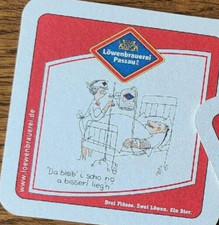 Löwenbrauerei
Passau
www.loewenbrauerei.de
Da bleib' i scho no
a bisserl lieg'n
Drei Flüsse. Zwei Löwen. Ein Bier.